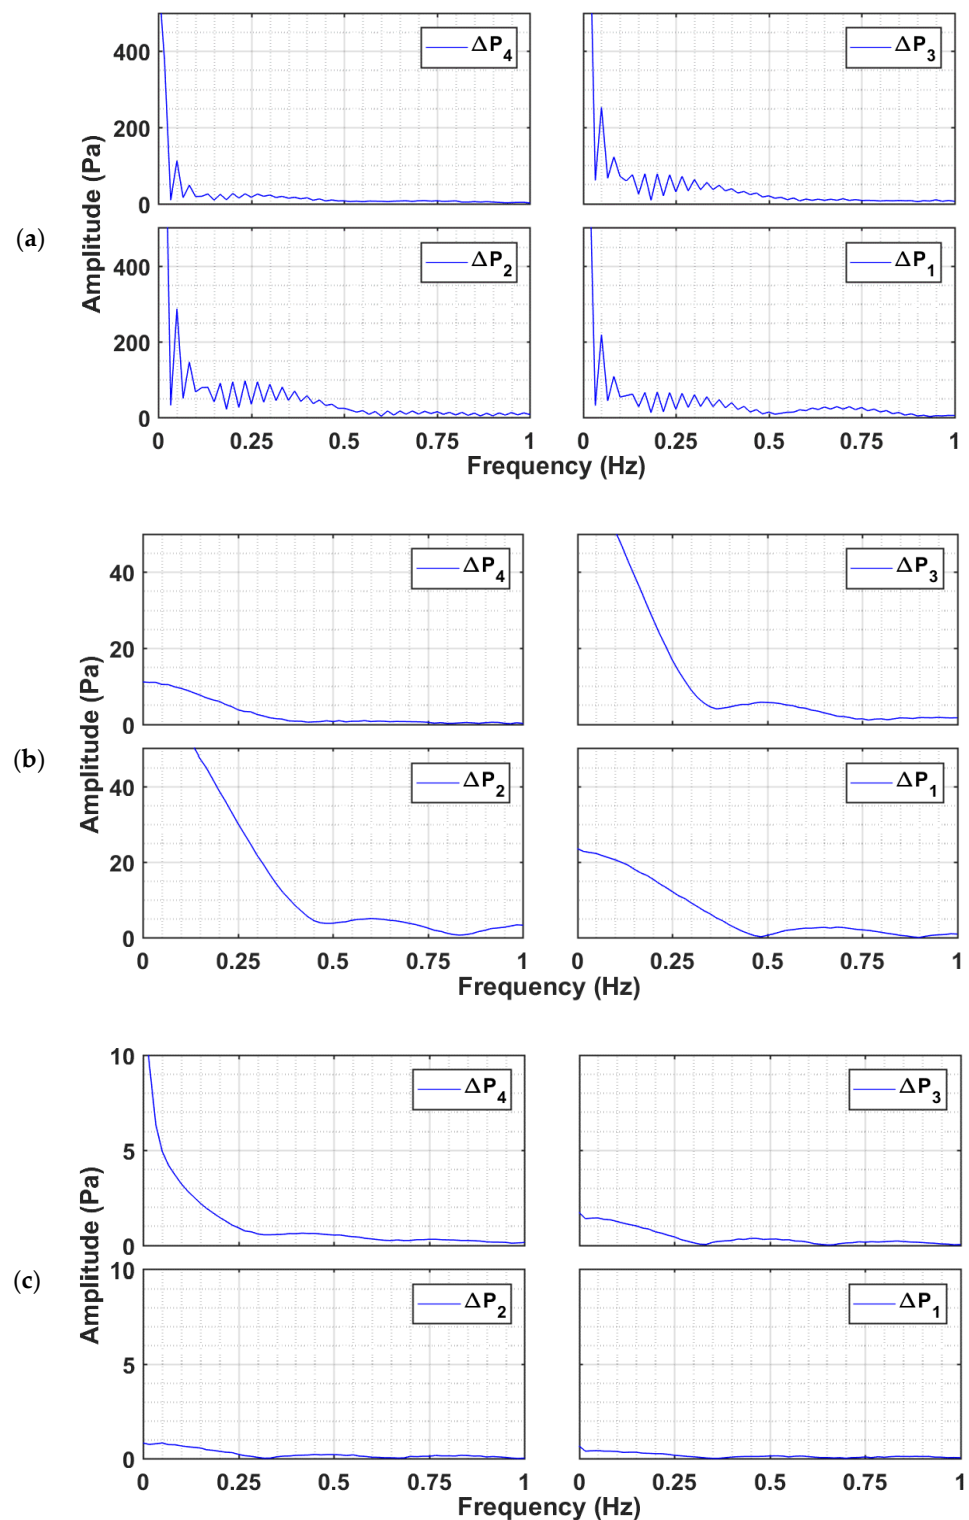 (a)
Amplitude (Pa)
400
200
0
ΔP4
ΔP3
400
200
0
ΔP2
ΔP1
0 0.25 0.5 0.75 1
0 0.25 0.5 0.75 1
Frequency (Hz)
(b)
Amplitude (Pa)
40
20
0
ΔP4
ΔP3
40
20
0
ΔP2
ΔP1
0 0.25 0.5 0.75 1
0 0.25 0.5 0.75 1
Frequency (Hz)
(c)
Amplitude (Pa)
10
5
0
ΔP4
ΔP3
10
5
0
ΔP2
ΔP1
0 0.25 0.5 0.75 1
0 0.25 0.5 0.75 1
Frequency (Hz)